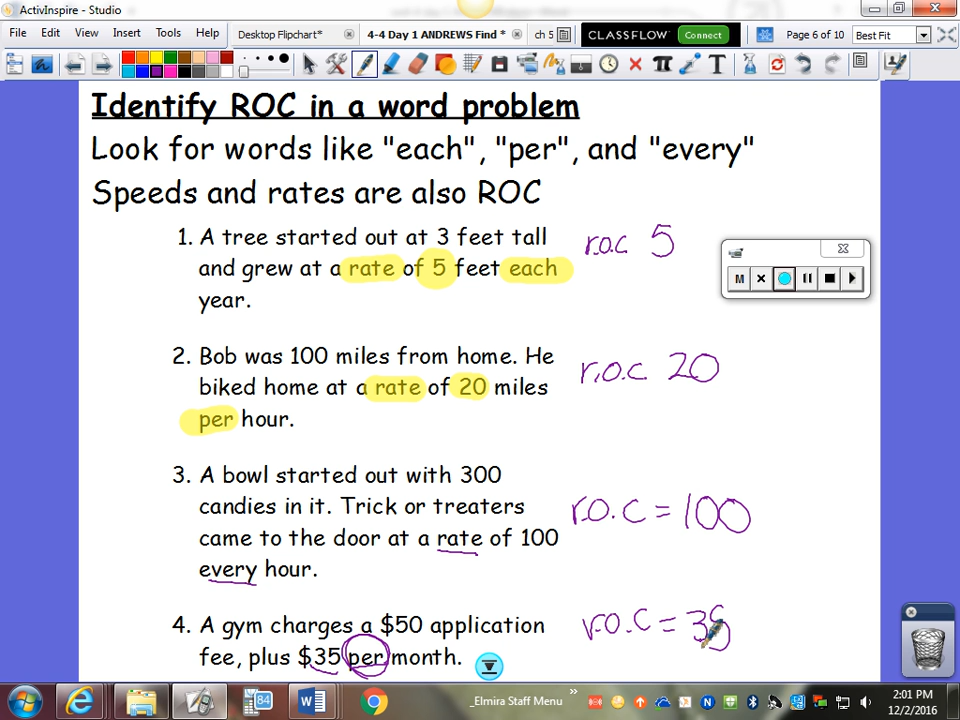 ActivInspire - Studio
File Edit View Insert Tools Help
Desktop Flipchart*
4-4 Day 1 ANDREWS Find *
ch 5
CLASSFLOW
Connect
Page 6 of 10
Best Fit
Identify ROC in a word problem
Look for words like "each", "per", and "every"
Speeds and rates are also ROC
1. A tree started out at 3 feet tall
and grew at a rate of 5 feet each
year.
r.o.c 5
M
2. Bob was 100 miles from home. He
biked home at a rate of 20 miles
per hour.
r.o.c 20
3. A bowl started out with 300
candies in it. Trick or treaters
came to the door at a rate of 100
every hour.
r.o.c = 100
4. A gym charges a $50 application
fee, plus $35 per month.
r.o.c = 35
84
_Elmira Staff Menu
»
2:01 PM
12/2/2016